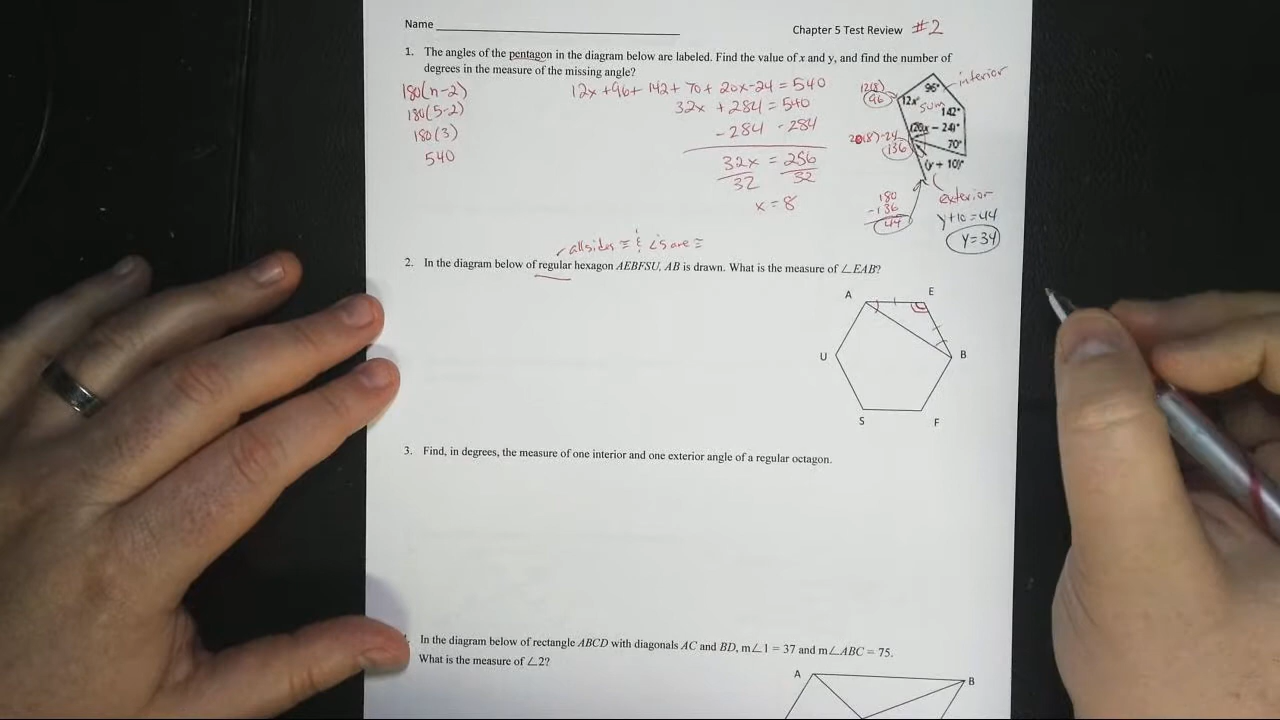 Name
Chapter 5 Test Review #2
1. The angles of the pentagon in the diagram below are labeled. Find the value of x and y, and find the number of
degrees in the measure of the missing angle?
180(n-2)
180(5-2)
180(3)
540
12x +96+ 142+ 70+ 20x-24 = 540
32x + 284 = 540
-284 -284
32x = 256
32 32
x = 8
12(8)
96
20(8)-24
136
180
-136
44
96°
interior
12x°
sum
142°
(20x - 24)°
70°
(y + 10)°
exterior
y+10 = 44
y=34
all sides ≅ & ∠'s are ≅
2. In the diagram below of regular hexagon AEBFSU, AB is drawn. What is the measure of ∠EAB?
A
E
U
B
S
F
3. Find, in degrees, the measure of one interior and one exterior angle of a regular octagon.
In the diagram below of rectangle ABCD with diagonals AC and BD, m∠1 = 37 and m∠ABC = 75.
What is the measure of ∠2?
A
B